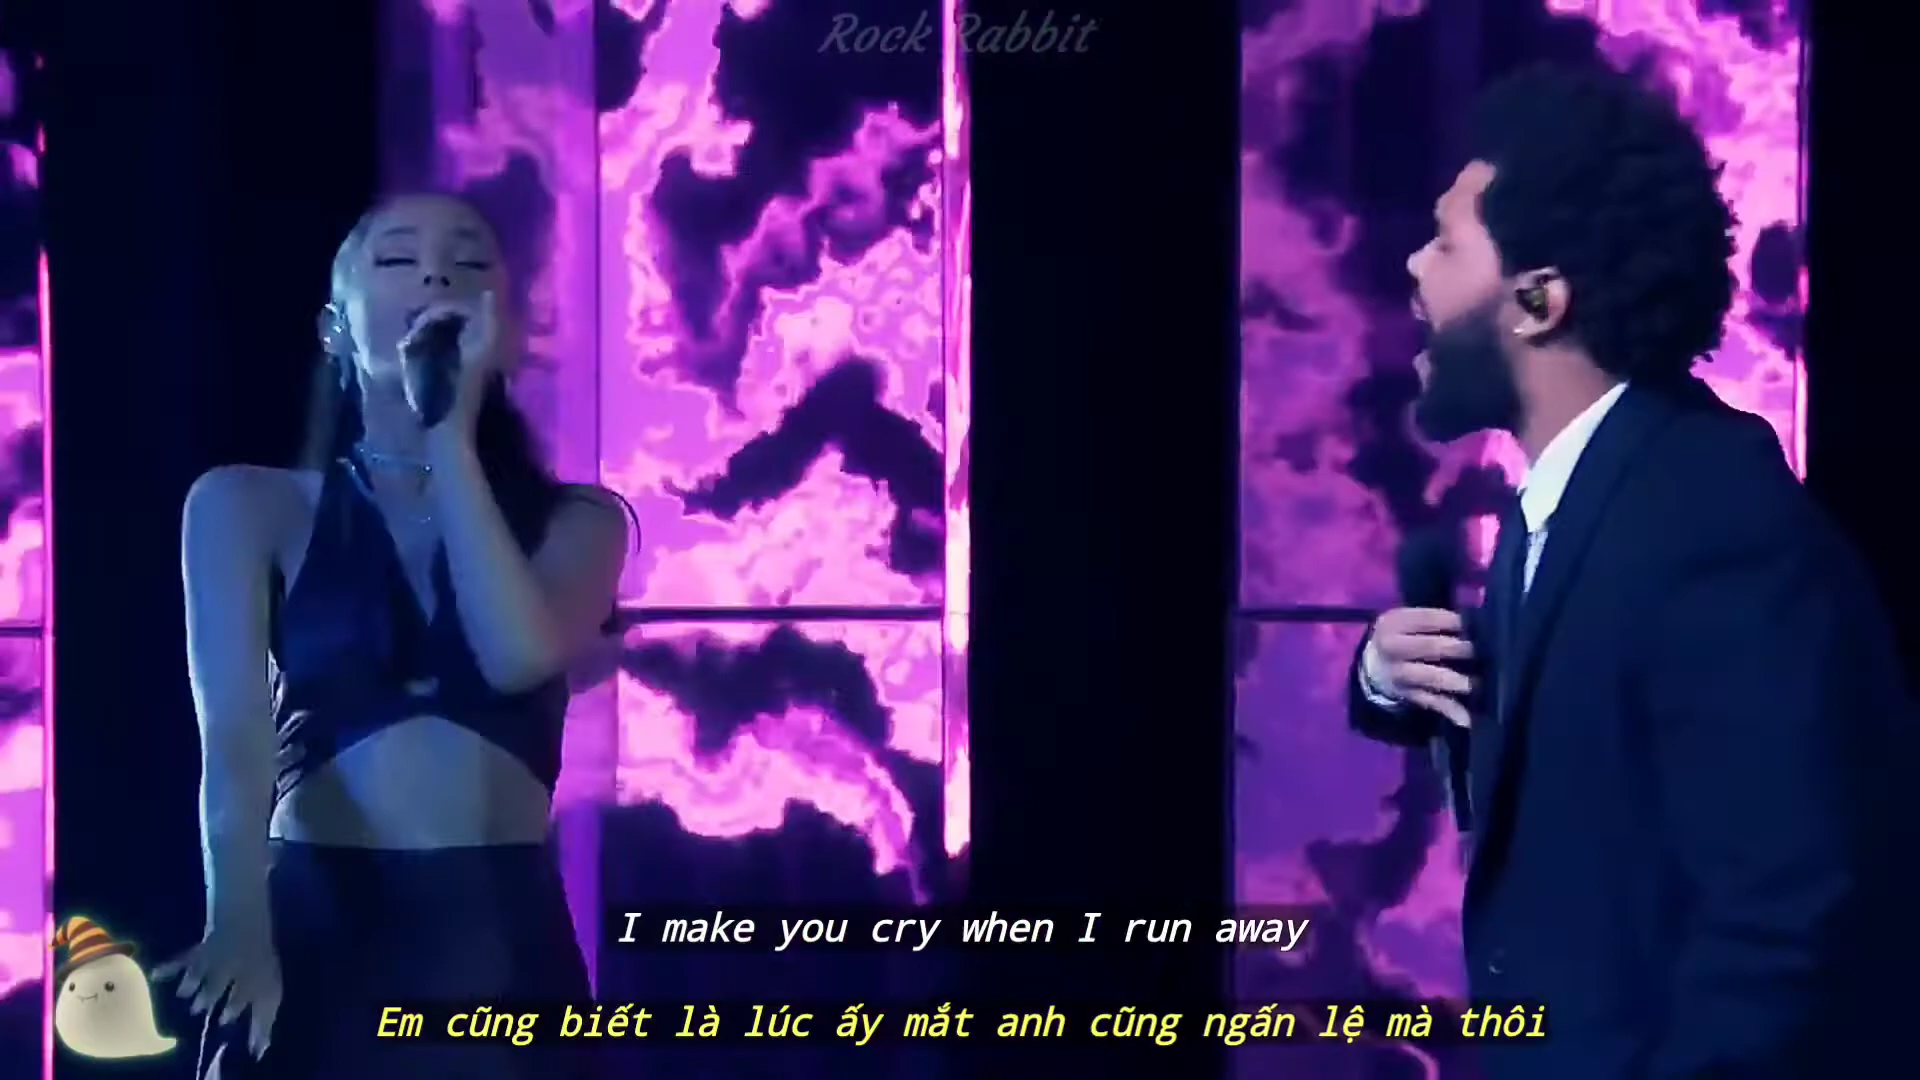 Rock Rabbit
I make you cry when I run away
Em cũng biết là lúc ấy mắt anh cũng ngấn lệ mà thôi